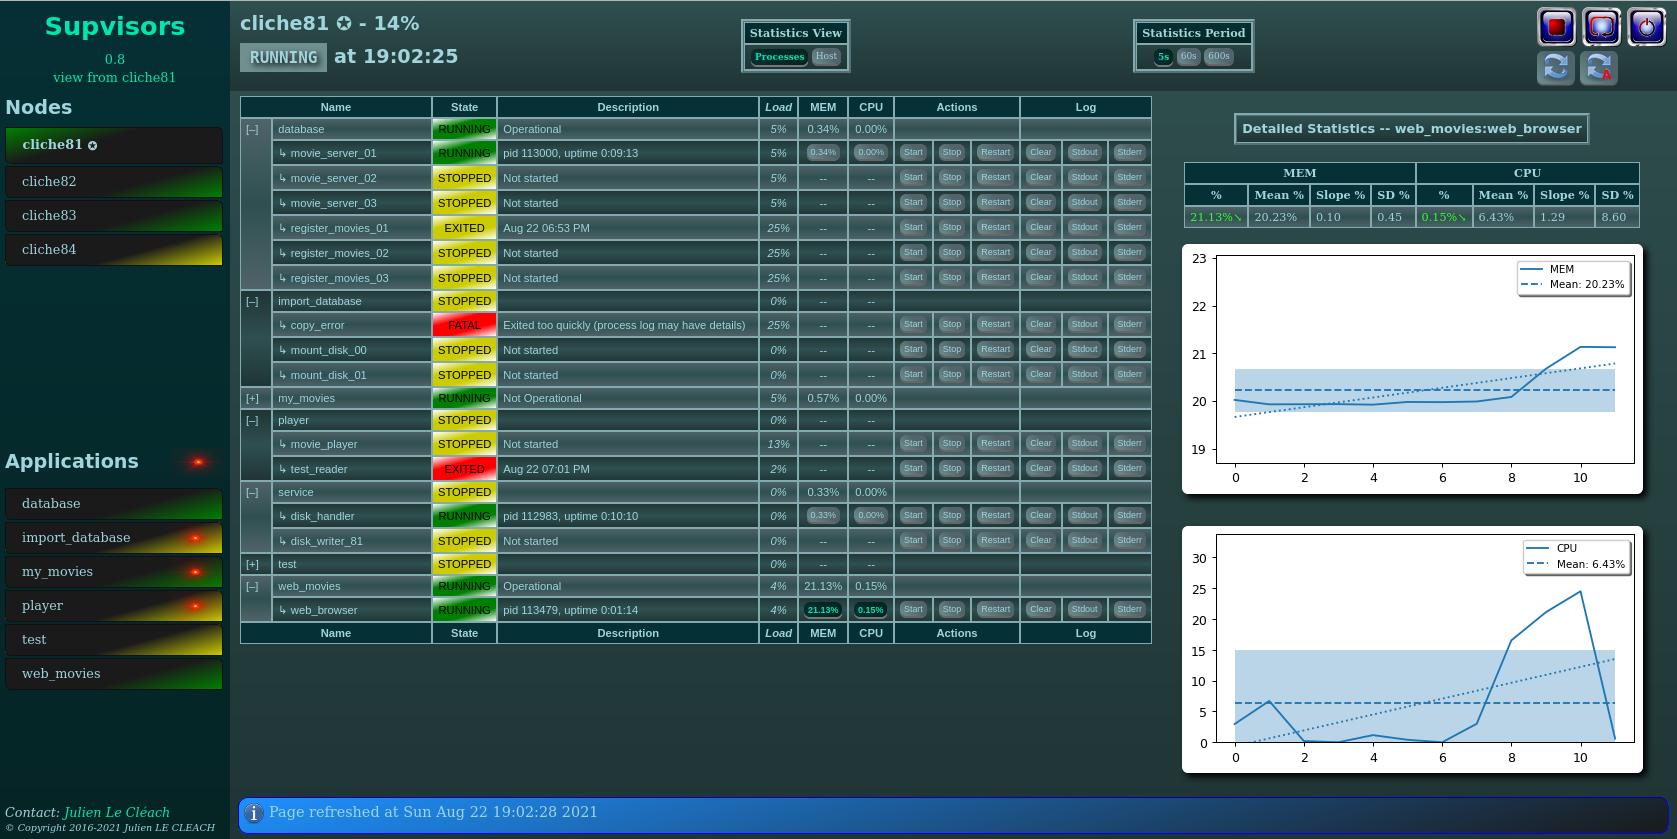 Supvisors
0.8
view from cliche81
Nodes
cliche81 ✪
cliche82
cliche83
cliche84
Applications
database
import_database
my_movies
player
test
web_movies
Contact: Julien Le Cléach
© Copyright 2016-2021 Julien LE CLEACH
cliche81 ✪ - 14%
RUNNING at 19:02:25
Statistics View
Processes Host
Statistics Period
5s 60s 600s
A
Name State Description Load MEM CPU Actions Log
[–] database RUNNING Operational 5% 0.34% 0.00%
↳ movie_server_01 RUNNING pid 113000, uptime 0:09:13 5% 0.34% 0.00% Start Stop Restart Clear Stdout Stderr
↳ movie_server_02 STOPPED Not started 5% -- -- Start Stop Restart Clear Stdout Stderr
↳ movie_server_03 STOPPED Not started 5% -- -- Start Stop Restart Clear Stdout Stderr
↳ register_movies_01 EXITED Aug 22 06:53 PM 25% -- -- Start Stop Restart Clear Stdout Stderr
↳ register_movies_02 STOPPED Not started 25% -- -- Start Stop Restart Clear Stdout Stderr
↳ register_movies_03 STOPPED Not started 25% -- -- Start Stop Restart Clear Stdout Stderr
[–] import_database STOPPED 0% -- --
↳ copy_error FATAL Exited too quickly (process log may have details) 25% -- -- Start Stop Restart Clear Stdout Stderr
↳ mount_disk_00 STOPPED Not started 0% -- -- Start Stop Restart Clear Stdout Stderr
↳ mount_disk_01 STOPPED Not started 0% -- -- Start Stop Restart Clear Stdout Stderr
[+] my_movies RUNNING Not Operational 5% 0.57% 0.00%
[–] player STOPPED 0% -- --
↳ movie_player STOPPED Not started 13% -- -- Start Stop Restart Clear Stdout Stderr
↳ test_reader EXITED Aug 22 07:01 PM 2% -- -- Start Stop Restart Clear Stdout Stderr
[–] service STOPPED 0% 0.33% 0.00%
↳ disk_handler RUNNING pid 112983, uptime 0:10:10 0% 0.33% 0.00% Start Stop Restart Clear Stdout Stderr
↳ disk_writer_81 STOPPED Not started 0% -- -- Start Stop Restart Clear Stdout Stderr
[+] test STOPPED 0% -- --
[–] web_movies RUNNING Operational 4% 21.13% 0.15%
↳ web_browser RUNNING pid 113479, uptime 0:01:14 4% 21.13% 0.15% Start Stop Restart Clear Stdout Stderr
Name State Description Load MEM CPU Actions Log
Detailed Statistics -- web_movies:web_browser
MEM CPU
% Mean % Slope % SD % % Mean % Slope % SD %
21.13%↘ 20.23% 0.10 0.45 0.15%↘ 6.43% 1.29 8.60
MEM
Mean: 20.23%
23
22
21
20
19
0 2 4 6 8 10
CPU
Mean: 6.43%
30
25
20
15
10
5
0
0 2 4 6 8 10
Page refreshed at Sun Aug 22 19:02:28 2021